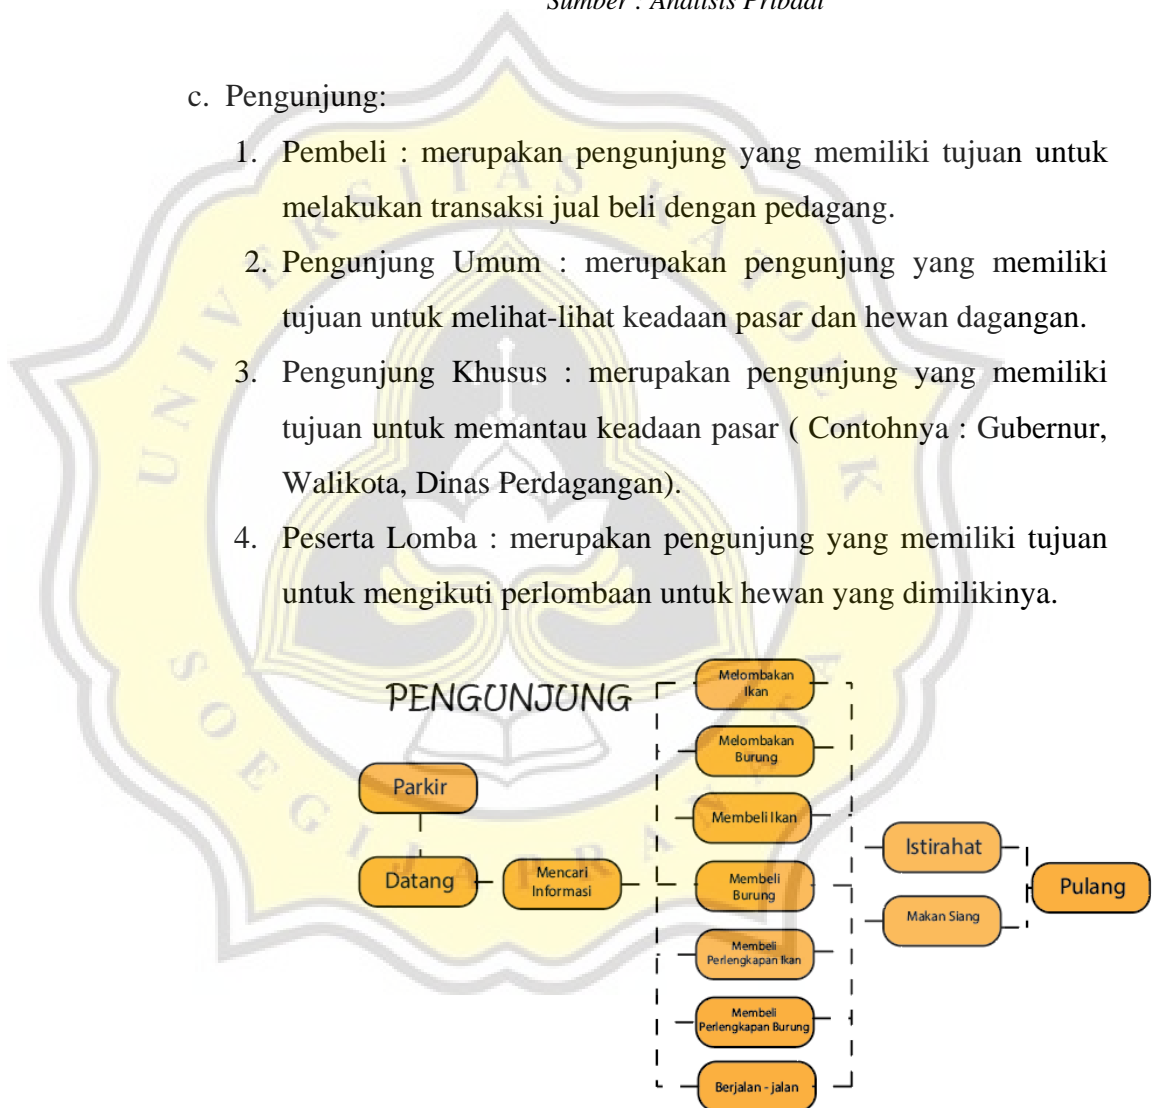 Sumber : Analisis Pribadi
c. Pengunjung:
1. Pembeli : merupakan pengunjung yang memiliki tujuan untuk
melakukan transaksi jual beli dengan pedagang.
2. Pengunjung Umum : merupakan pengunjung yang memiliki
tujuan untuk melihat-lihat keadaan pasar dan hewan dagangan.
3. Pengunjung Khusus : merupakan pengunjung yang memiliki
tujuan untuk memantau keadaan pasar ( Contohnya : Gubernur,
Walikota, Dinas Perdagangan).
4. Peserta Lomba : merupakan pengunjung yang memiliki tujuan
untuk mengikuti perlombaan untuk hewan yang dimilikinya.
PENGUNJUNG
Parkir
Datang
Mencari
Informasi
Melombakan
Ikan
Melombakan
Burung
Membeli Ikan
Membeli
Burung
Membeli
Perlengkapan Ikan
Membeli
Perlengkapan Burung
Berjalan - jalan
Istirahat
Makan Siang
Pulang
UNIVERSITAS KATOLIK
SOEGIJAPRANATA